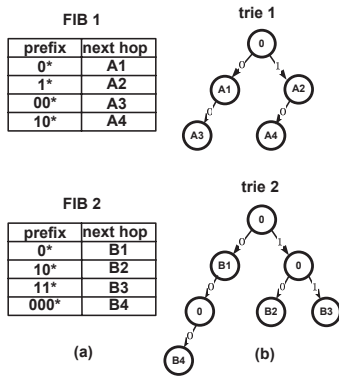 FIB 1
prefix next hop
0* A1
1* A2
00* A3
10* A4
trie 1
0
0 1
A1 A2
0 0
A3 A4
FIB 2
prefix next hop
0* B1
10* B2
11* B3
000* B4
(a)
trie 2
0
0 1
B1 0
0 0 1
0 B2 B3
0
B4
(b)